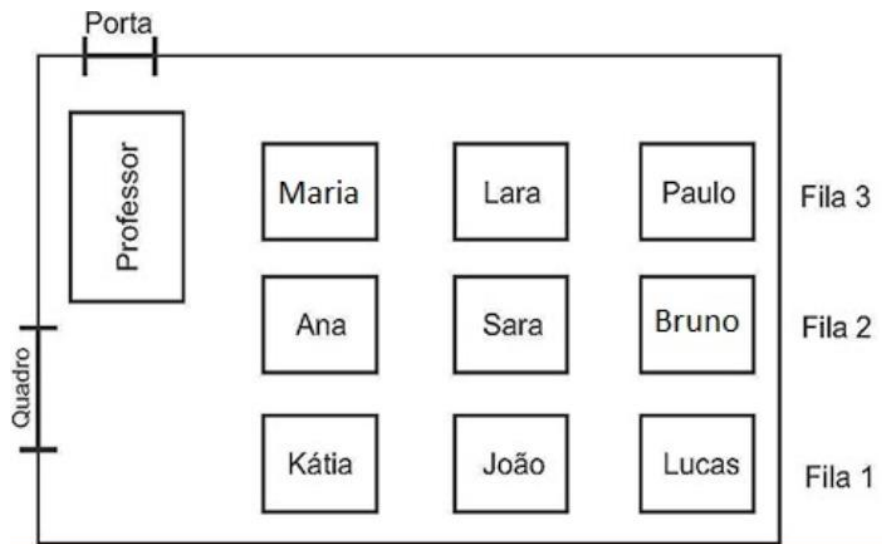 Porta
Professor
Maria Lara Paulo Fila 3
Ana Sara Bruno Fila 2
Quadro
Kátia João Lucas Fila 1